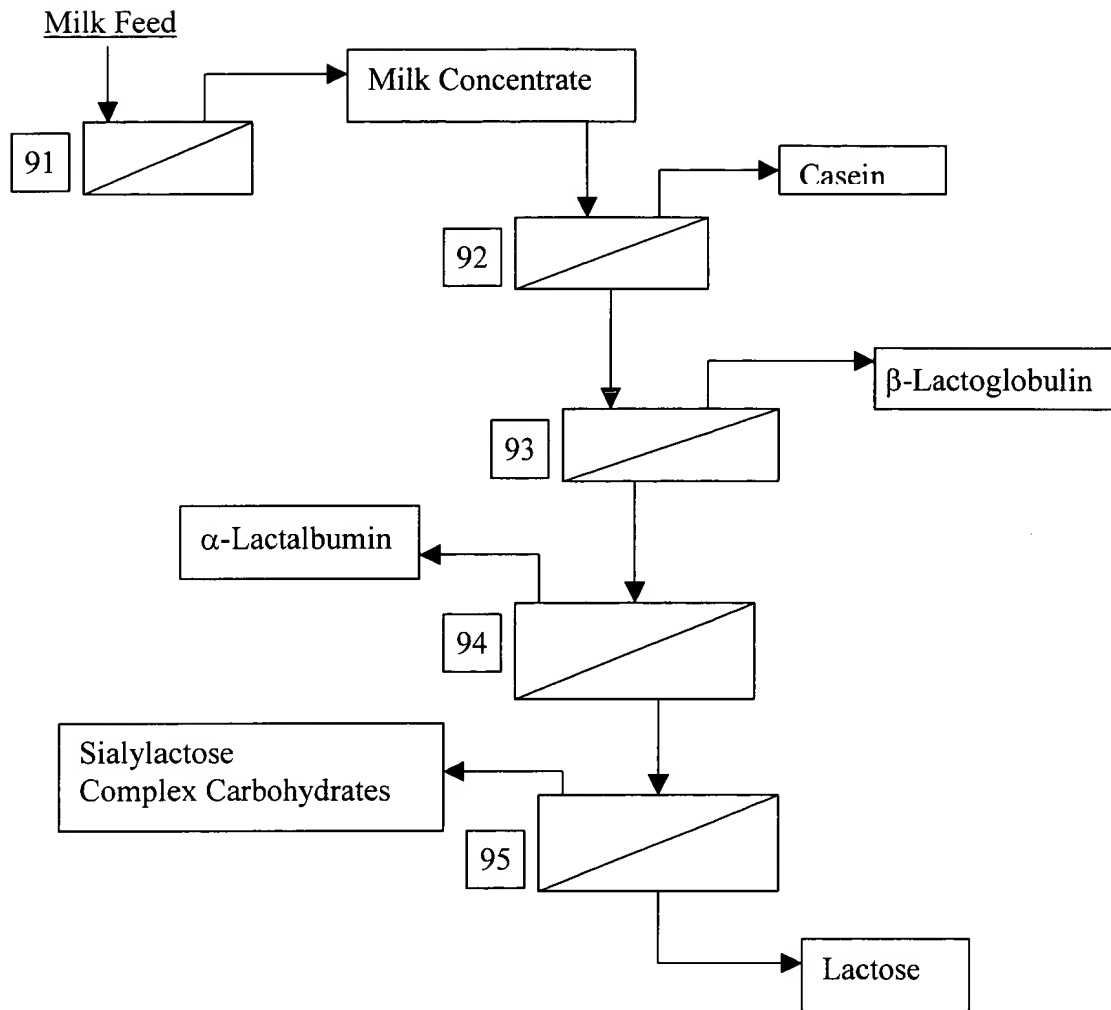 Milk Feed
Milk Concentrate
91
Casein
92
β-Lactoglobulin
93
α-Lactalbumin
94
Sialylactose
Complex Carbohydrates
95
Lactose